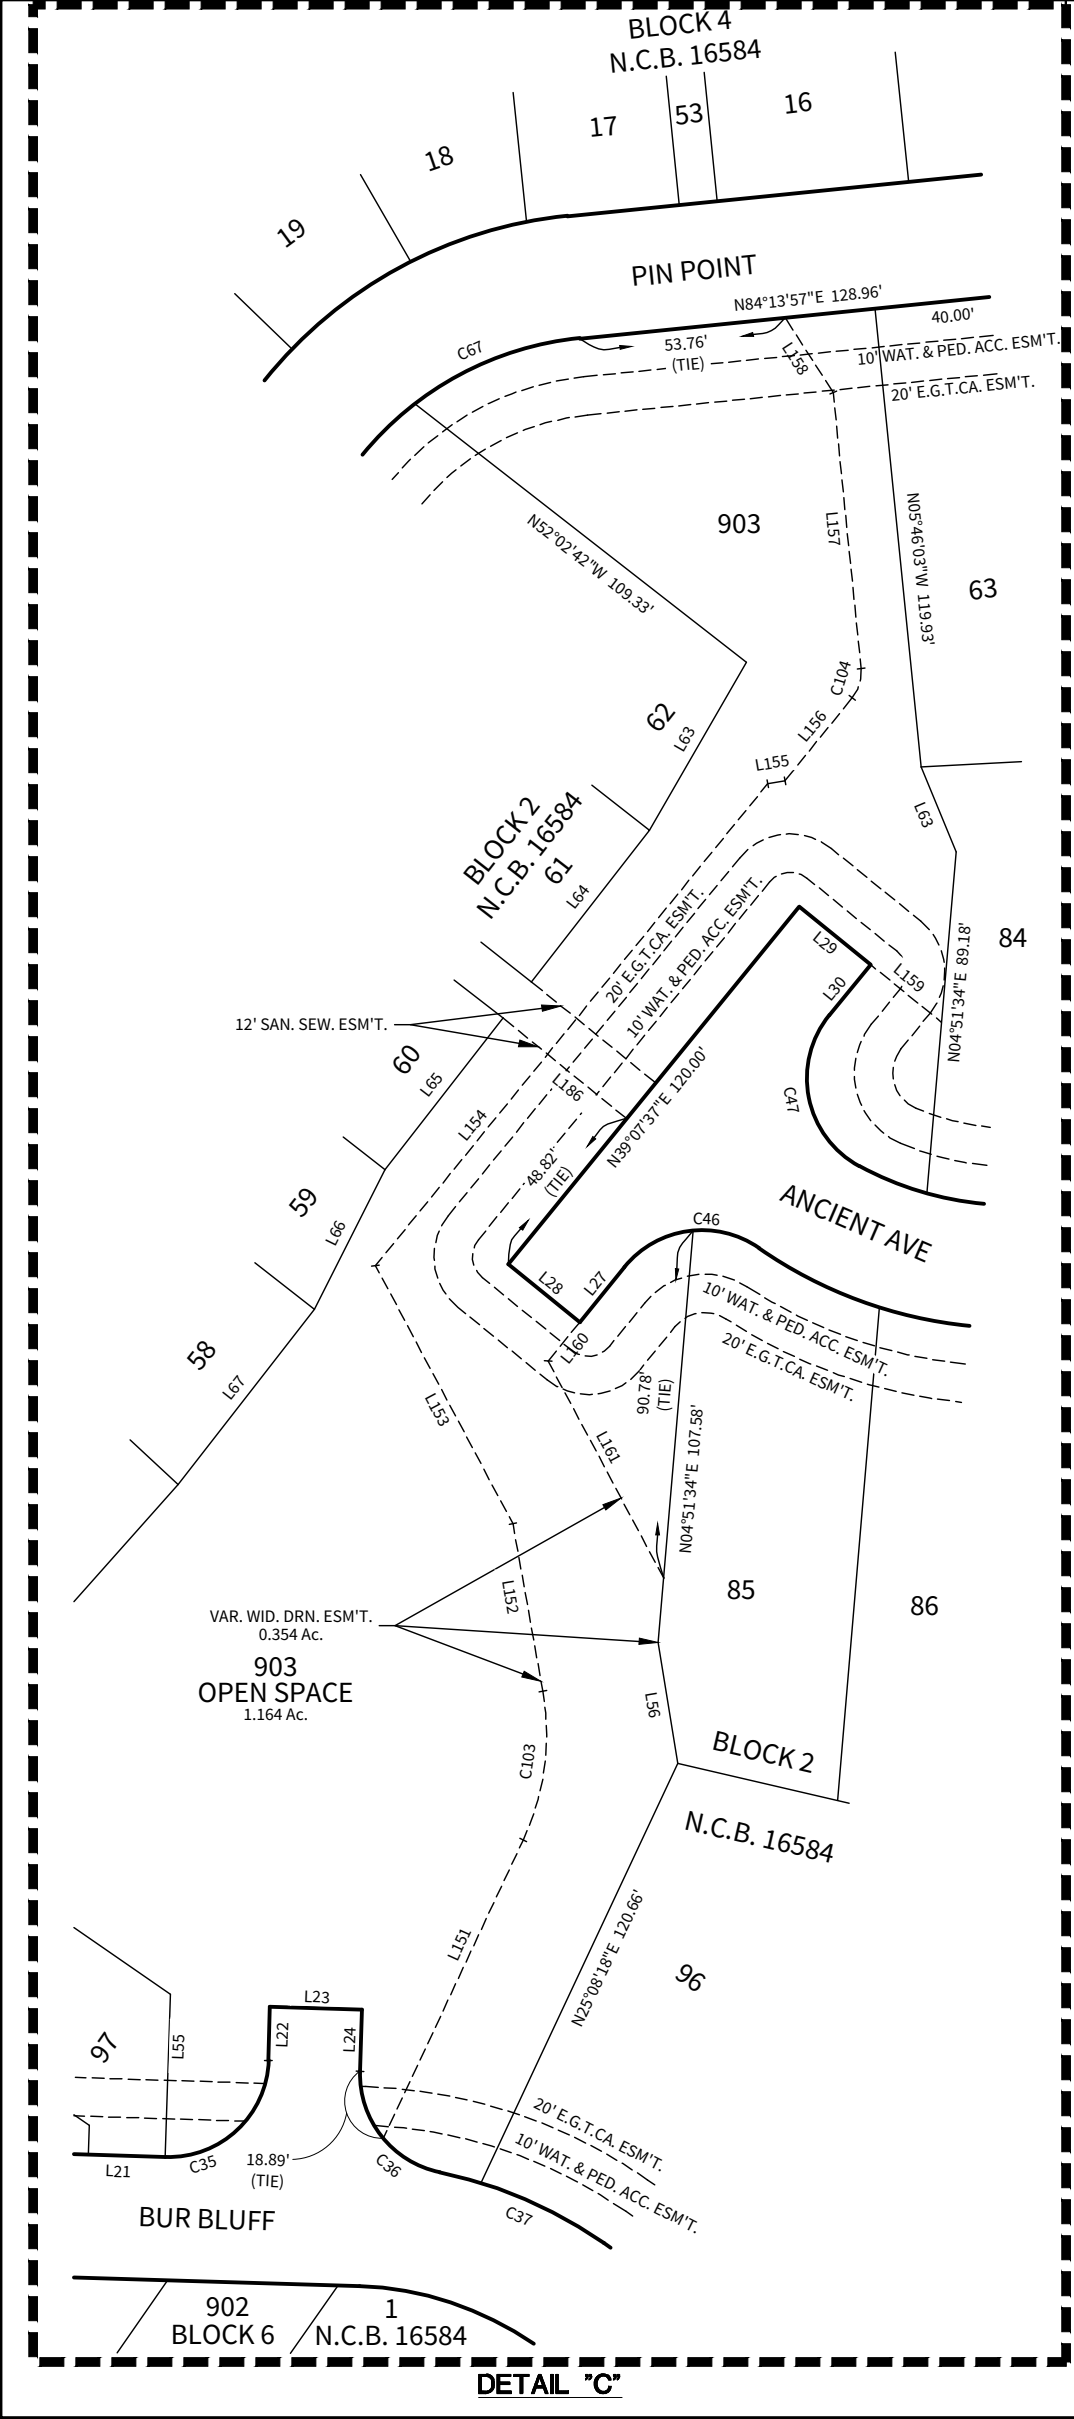 BLOCK 4
N.C.B. 16584
53
16
17
18
19
PIN POINT
N84°13'57"E 128.96'
40.00'
C67
53.76'
(TIE)
L158
10' WAT. & PED. ACC. ESM'T.
20' E.G.T.CA. ESM'T.
N52°02'42"W 109.33'
903
L157
N05°46'03"W 119.93'
63
C104
62
L63
L156
L155
BLOCK 2
N.C.B. 16584
61
L64
L63
20' E.G.T.CA. ESM'T.
10' WAT. & PED. ACC. ESM'T.
L29
L30
L159
84
N04°51'34"E 89.18'
12' SAN. SEW. ESM'T.
60
L65
L186
L154
N39°07'37"E 120.00'
C47
48.82'
(TIE)
59
L66
C46
ANCIENT AVE
L28
L27
L160
10' WAT. & PED. ACC. ESM'T.
20' E.G.T.CA. ESM'T.
58
L67
L153
90.78'
(TIE)
L161
N04°51'34"E 107.58'
85
86
L152
VAR. WID. DRN. ESM'T.
0.354 Ac.
903
OPEN SPACE
1.164 Ac.
L56
C103
BLOCK 2
N.C.B. 16584
L151
N25°08'18"E 120.66'
96
L23
L22
L24
97
L55
20' E.G.T.CA. ESM'T.
10' WAT. & PED. ACC. ESM'T.
L21
C35
18.89'
(TIE)
C36
C37
BUR BLUFF
902
BLOCK 6
1
N.C.B. 16584
DETAIL "C"